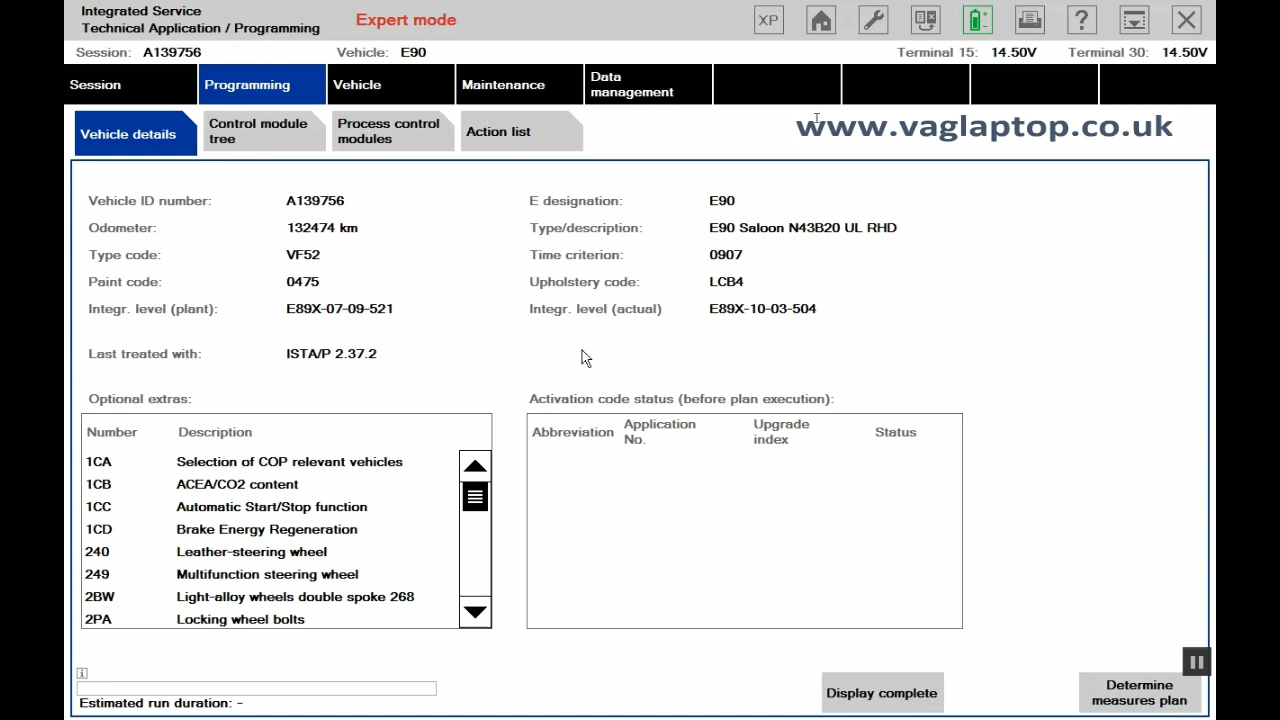 Integrated Service
Technical Application / Programming
Expert mode
XP
?
Session: A139756 Vehicle: E90 Terminal 15: 14.50V Terminal 30: 14.50V
Session Programming Vehicle Maintenance Data management
Vehicle details Control module tree Process control modules Action list
www.vaglaptop.co.uk
Vehicle ID number: A139756 E designation: E90
Odometer: 132474 km Type/description: E90 Saloon N43B20 UL RHD
Type code: VF52 Time criterion: 0907
Paint code: 0475 Upholstery code: LCB4
Integr. level (plant): E89X-07-09-521 Integr. level (actual) E89X-10-03-504
Last treated with: ISTA/P 2.37.2
Optional extras: Activation code status (before plan execution):
Number Description Abbreviation Application No. Upgrade index Status
1CA Selection of COP relevant vehicles
1CB ACEA/CO2 content
1CC Automatic Start/Stop function
1CD Brake Energy Regeneration
240 Leather-steering wheel
249 Multifunction steering wheel
2BW Light-alloy wheels double spoke 268
2PA Locking wheel bolts
i
Estimated run duration: -
Display complete
Determine
measures plan